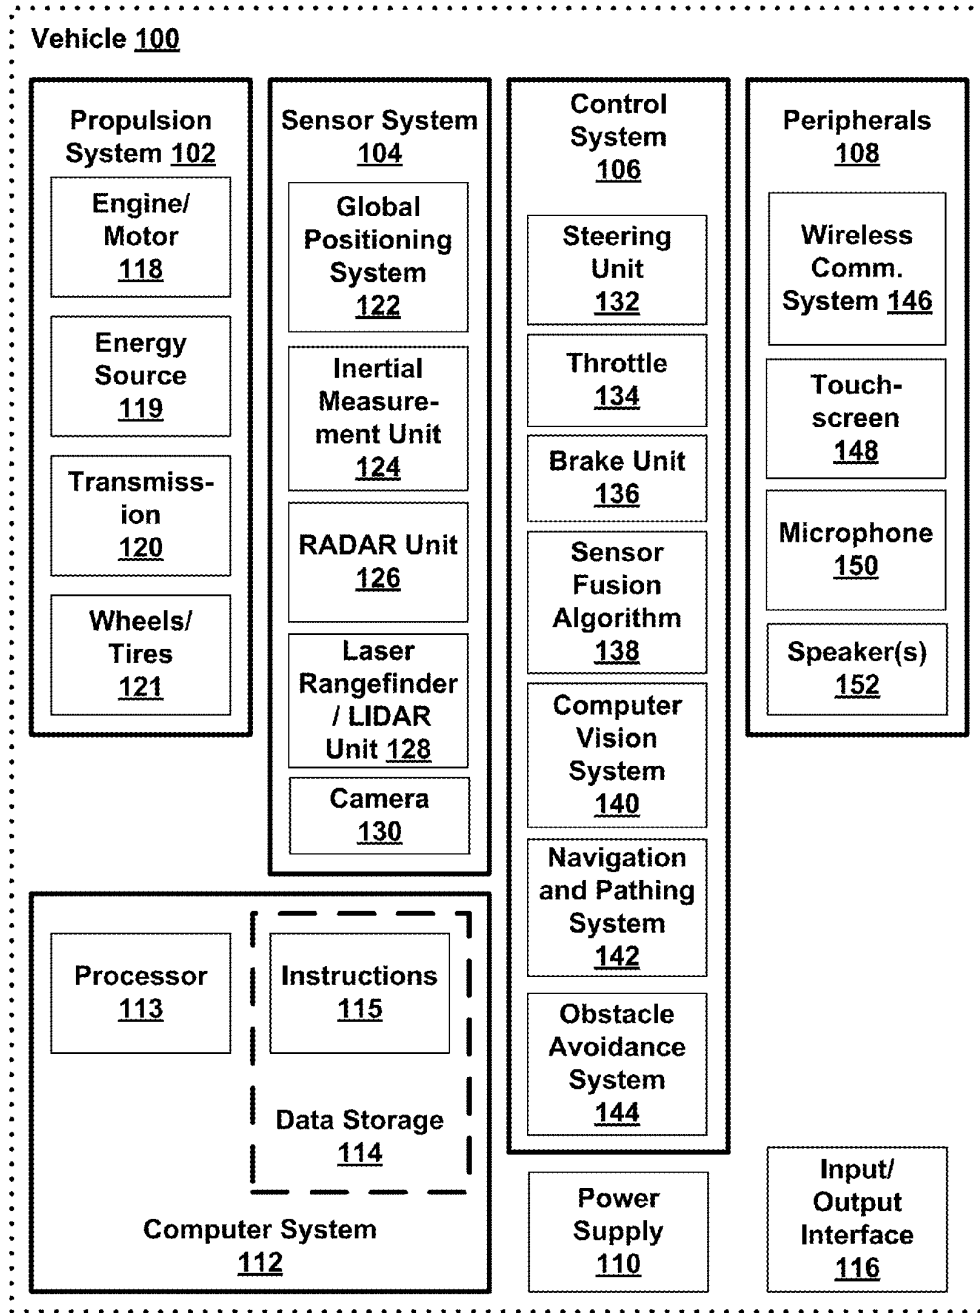 Vehicle 100
Propulsion
System 102
Engine/
Motor
118
Energy
Source
119
Transmiss-
ion
120
Wheels/
Tires
121
Sensor System
104
Global
Positioning
System
122
Inertial
Measure-
ment Unit
124
RADAR Unit
126
Laser
Rangefinder
/ LIDAR
Unit 128
Camera
130
Control
System
106
Steering
Unit
132
Throttle
134
Brake Unit
136
Sensor
Fusion
Algorithm
138
Computer
Vision
System
140
Navigation
and Pathing
System
142
Obstacle
Avoidance
System
144
Peripherals
108
Wireless
Comm.
System 146
Touch-
screen
148
Microphone
150
Speaker(s)
152
Processor
113
Instructions
115
Data Storage
114
Computer System
112
Power
Supply
110
Input/
Output
Interface
116